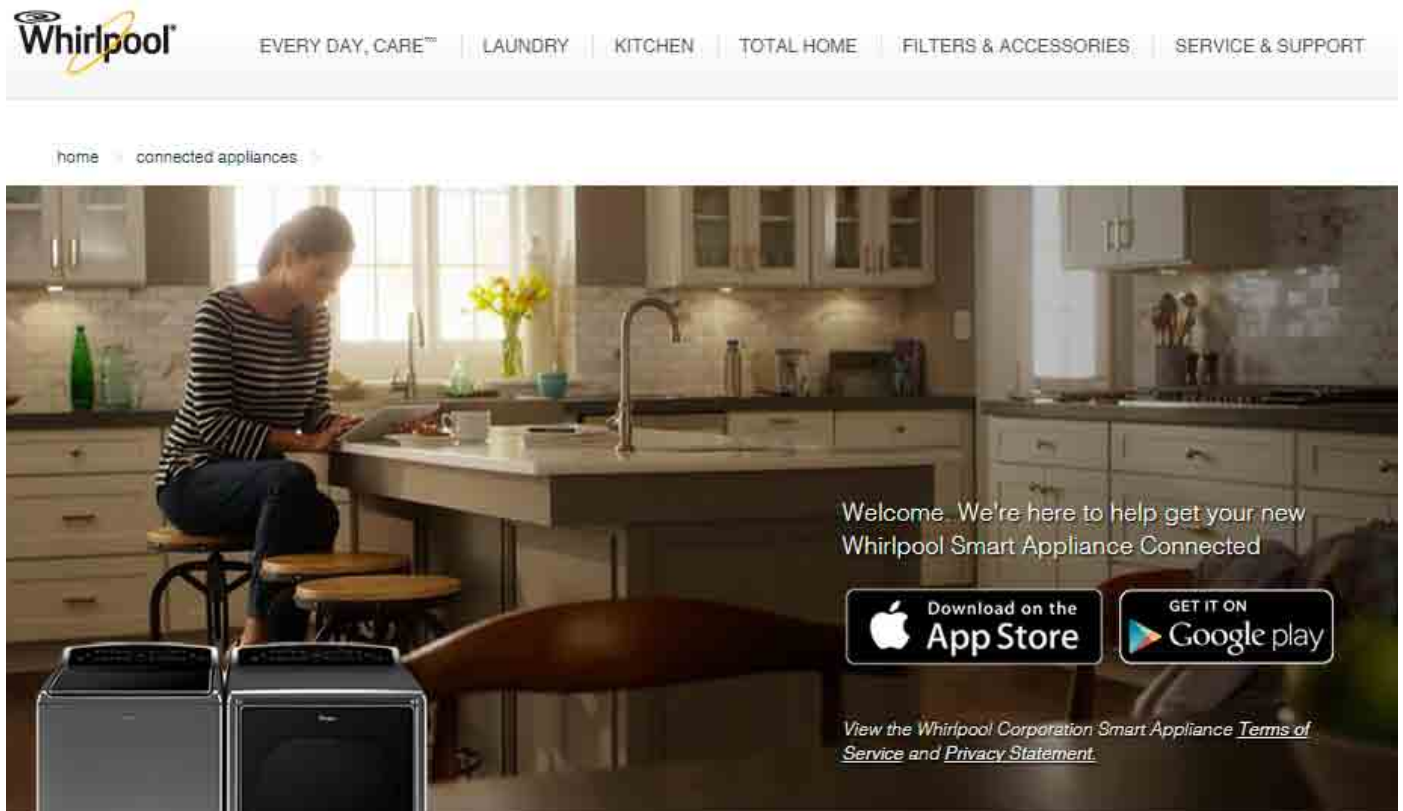 Whirlpool®
EVERY DAY, CARE™ LAUNDRY KITCHEN TOTAL HOME FILTERS & ACCESSORIES SERVICE & SUPPORT
home > connected appliances >
Welcome. We're here to help get your new
Whirlpool Smart Appliance Connected
Download on the
App Store
GET IT ON
Google play
View the Whirlpool Corporation Smart Appliance Terms of
Service and Privacy Statement.